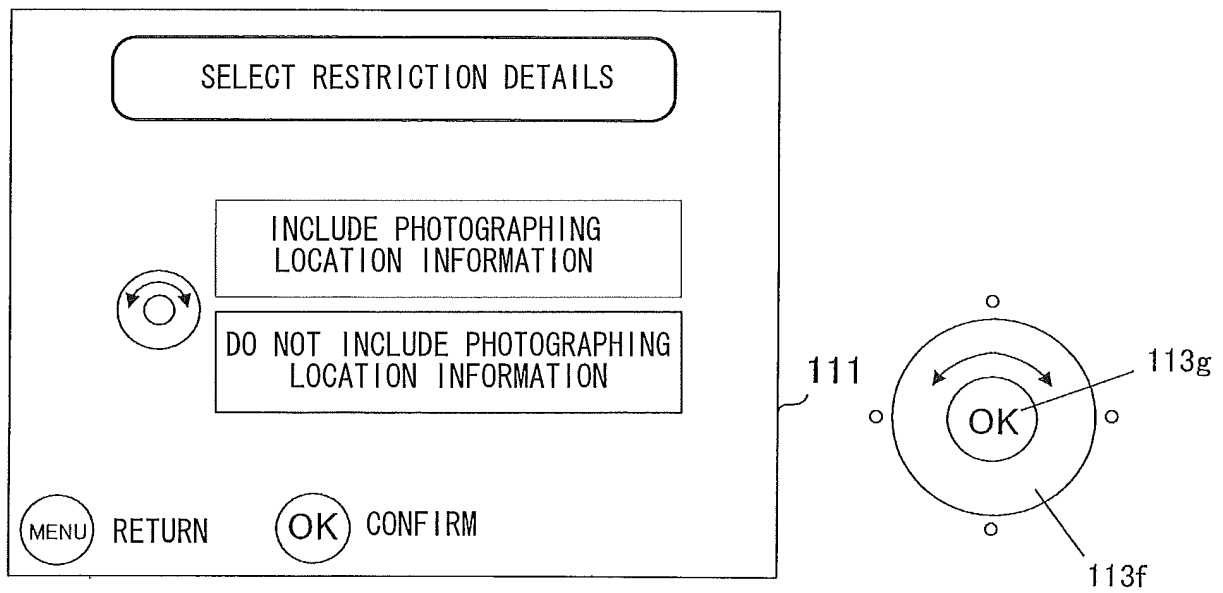 SELECT RESTRICTION DETAILS
INCLUDE PHOTOGRAPHING
LOCATION INFORMATION
DO NOT INCLUDE PHOTOGRAPHING
LOCATION INFORMATION
MENU RETURN
OK CONFIRM
111
OK
113g
113f